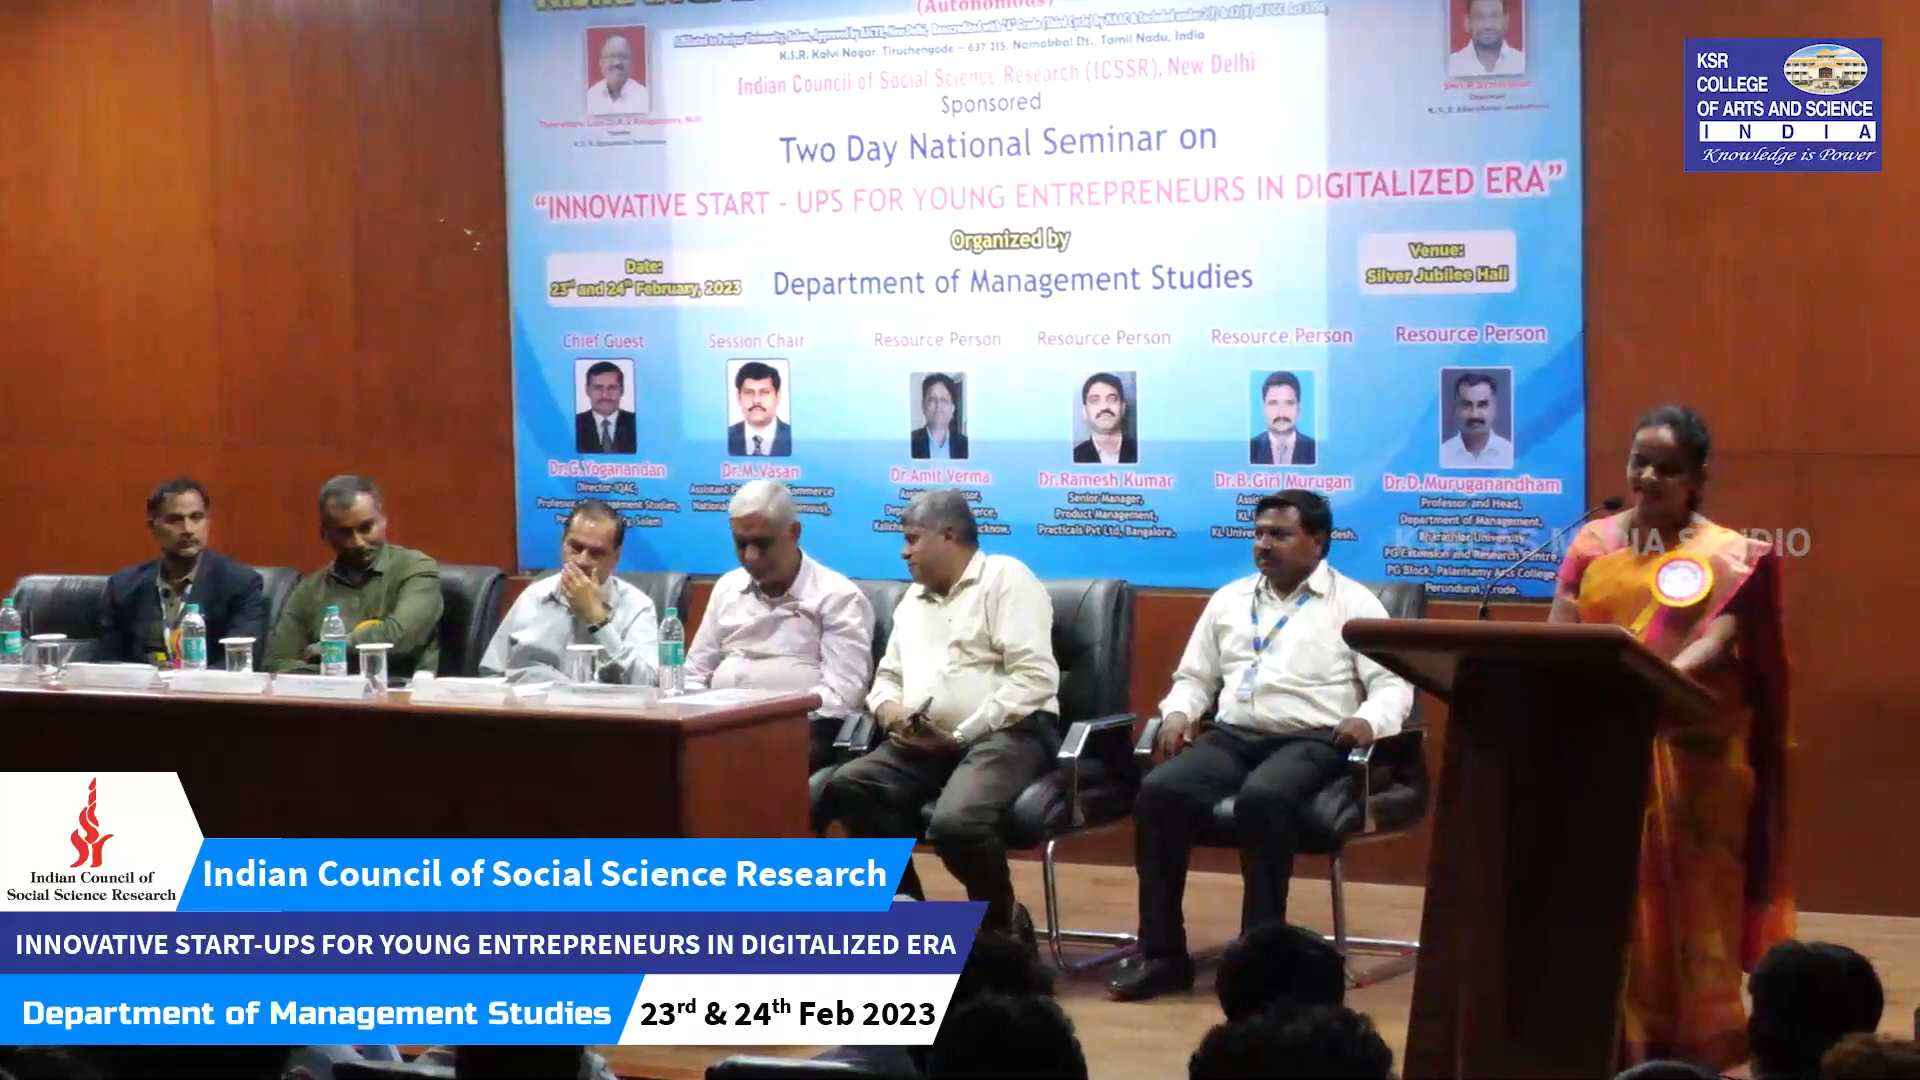 (Autonomous)
K.S.R. Kalvi Nagar, Tiruchengode - 637 215. Namakkal Dt., Tamil Nadu, India
Indian Council of Social Science Research (ICSSR), New Delhi
Sponsored
Two Day National Seminar on
“INNOVATIVE START - UPS FOR YOUNG ENTREPRENEURS IN DIGITALIZED ERA”
Organized by
Department of Management Studies
Date:
23rd and 24th February, 2023
Venue:
Silver Jubilee Hall
Chief Guest
Dr.G.Yoganandan
Director-IQAC,
Session Chair
Dr.M.Vasan
Resource Person
Dr.Amit Verma
Resource Person
Dr.Ramesh Kumar
Senior Manager,
Product Management,
Practicals Pvt Ltd, Bangalore.
Resource Person
Dr.B.Giri Murugan
Resource Person
Dr.D.Muruganandham
Professor and Head,
Department of Management,
Bharathiar University
PG Extension and Research Centre,
PG Block, Palanisamy Arts College,
Perundurai,
KSR
COLLEGE
OF ARTS AND SCIENCE
INDIA
Knowledge is Power
Indian Council of
Social Science Research
Indian Council of Social Science Research
INNOVATIVE START-UPS FOR YOUNG ENTREPRENEURS IN DIGITALIZED ERA
Department of Management Studies
23rd & 24th Feb 2023